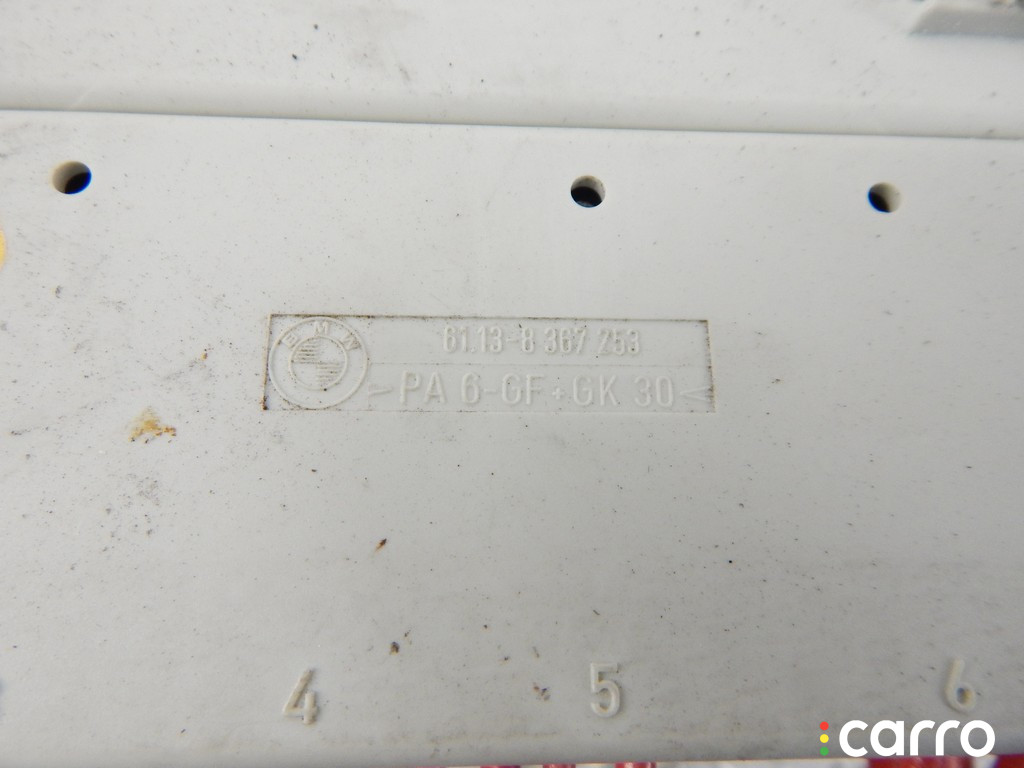 BMW
61.13-8 367 253
>PA 6-GF+GK 30<
4 5 6
carro